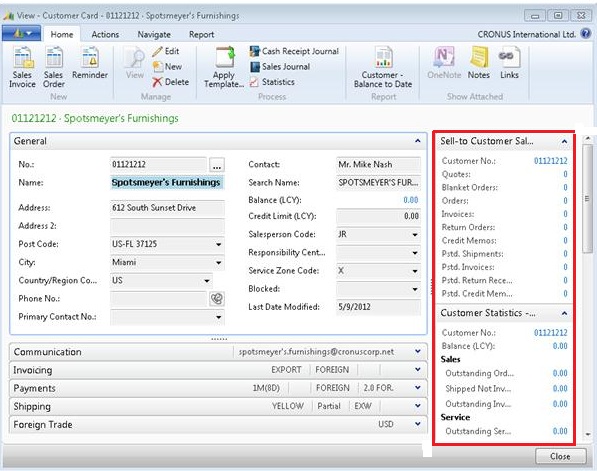 View - Customer Card - 01121212 · Spotsmeyer's Furnishings
Home Actions Navigate Report
CRONUS International Ltd.
Sales Invoice
Sales Order
Reminder
New
View
Edit
New
Delete
Manage
Apply Template...
Cash Receipt Journal
Sales Journal
Statistics
Process
Customer - Balance to Date
Report
OneNote
Notes
Links
Show Attached
01121212 · Spotsmeyer's Furnishings
General
No.: 01121212 ...
Name: Spotsmeyer's Furnishings
Address: 612 South Sunset Drive
Address 2:
Post Code: US-FL 37125
City: Miami
Country/Region Co... US
Phone No.:
Primary Contact No.:
Contact: Mr. Mike Nash
Search Name: SPOTSMEYER'S FUR...
Balance (LCY): 0.00
Credit Limit (LCY): 0.00
Salesperson Code: JR
Responsibility Cent...
Service Zone Code: X
Blocked:
Last Date Modified: 5/9/2012
Communication spotsmeyer's.furnishings@cronuscorp.net
Invoicing EXPORT FOREIGN
Payments 1M(8D) FOREIGN 2.0 FOR.
Shipping YELLOW Partial EXW
Foreign Trade USD
Sell-to Customer Sal...
Customer No.: 01121212
Quotes: 0
Blanket Orders: 0
Orders: 0
Invoices: 0
Return Orders: 0
Credit Memos: 0
Pstd. Shipments: 0
Pstd. Invoices: 0
Pstd. Return Rece... 0
Pstd. Credit Mem... 0
Customer Statistics -...
Customer No.: 01121212
Balance (LCY): 0.00
Sales
Outstanding Ord... 0.00
Shipped Not Inv... 0.00
Outstanding Inv... 0.00
Service
Outstanding Ser... 0.00
Close